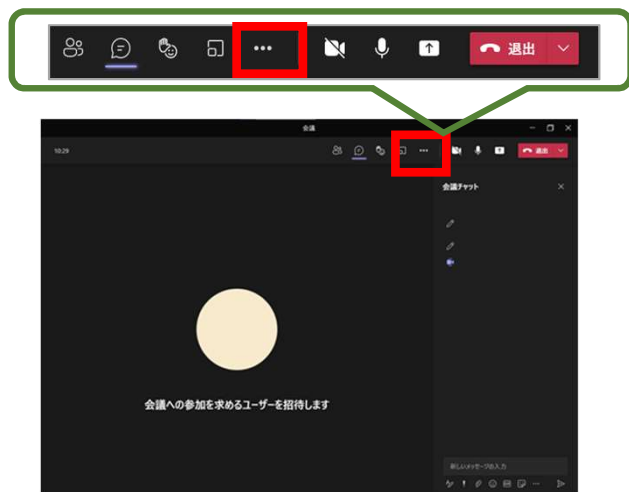 退出
会議
10:29
退出
会議チャット
会議への参加を求めるユーザーを招待します
新しいメッセージの入力